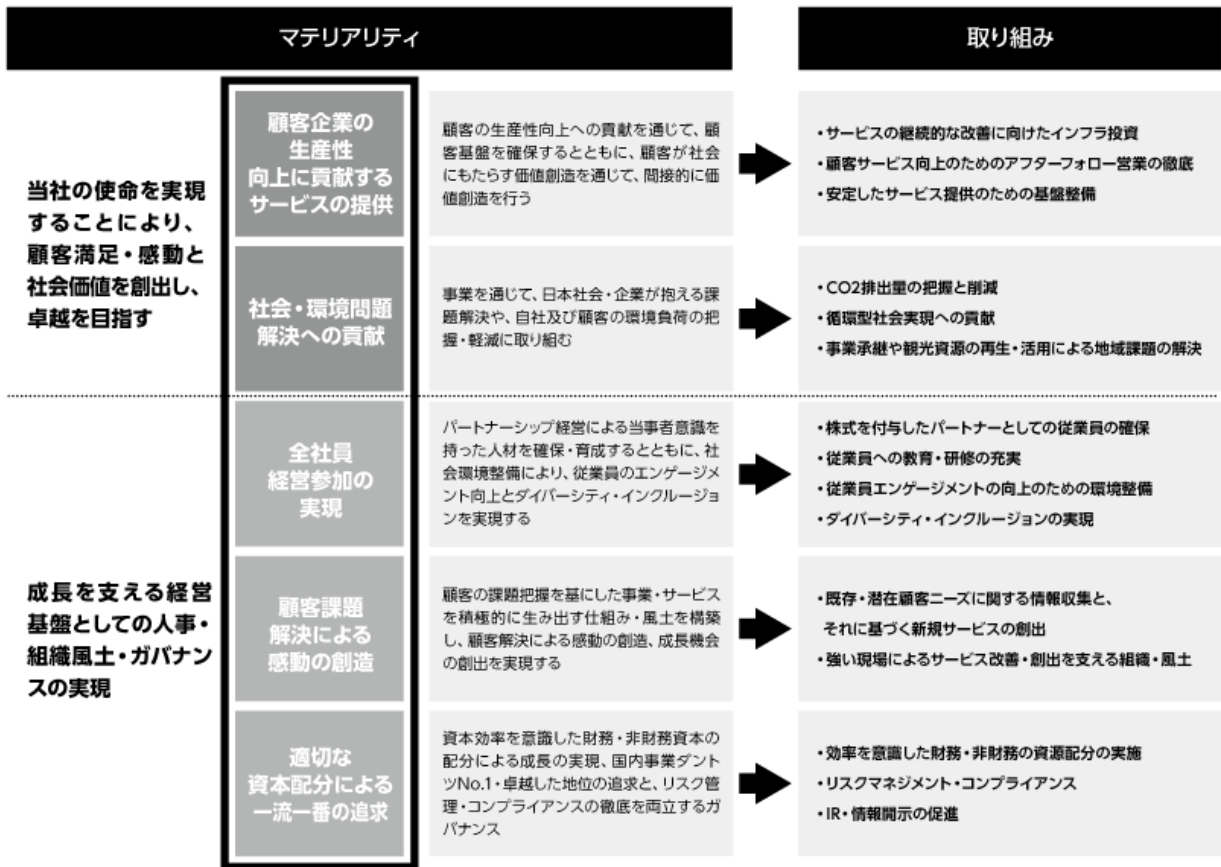 マテリアリティ
取り組み
当社の使命を実現
することにより、
顧客満足・感動と
社会価値を創出し、
卓越を目指す
顧客企業の
生産性
向上に貢献する
サービスの提供
顧客の生産性向上への貢献を通じて、顧
客基盤を確保するとともに、顧客が社会
にもたらす価値創造を通じて、間接的に価
値創造を行う
・サービスの継続的な改善に向けたインフラ投資
・顧客サービス向上のためのアフターフォロー営業の徹底
・安定したサービス提供のための基盤整備
社会・環境問題
解決への貢献
事業を通じて、日本社会・企業が抱える課
題解決や、自社及び顧客の環境負荷の把
握・軽減に取り組む
・CO2排出量の把握と削減
・循環型社会実現への貢献
・事業承継や観光資源の再生・活用による地域課題の解決
成長を支える経営
基盤としての人事・
組織風土・ガバナン
スの実現
全社員
経営参加の
実現
パートナーシップ経営による当事者意識を
持った人材を確保・育成するとともに、社
会環境整備により、従業員のエンゲージメ
ント向上とダイバーシティ・インクルージョ
ンを実現する
・株式を付与したパートナーとしての従業員の確保
・従業員への教育・研修の充実
・従業員エンゲージメントの向上のための環境整備
・ダイバーシティ・インクルージョンの実現
顧客課題
解決による
感動の創造
顧客の課題把握を基にした事業・サービス
を積極的に生み出す仕組み・風土を構築
し、顧客解決による感動の創造、成長機会
の創出を実現する
・既存・潜在顧客ニーズに関する情報収集と、
それに基づく新規サービスの創出
・強い現場によるサービス改善・創出を支える組織・風土
適切な
資本配分による
一流一番の追求
資本効率を意識した財務・非財務資本の
配分による成長の実現、国内事業ダント
ツNo.1・卓越した地位の追求と、リスク管
理・コンプライアンスの徹底を両立するガ
バナンス
・効率を意識した財務・非財務の資源配分の実施
・リスクマネジメント・コンプライアンス
・IR・情報開示の促進